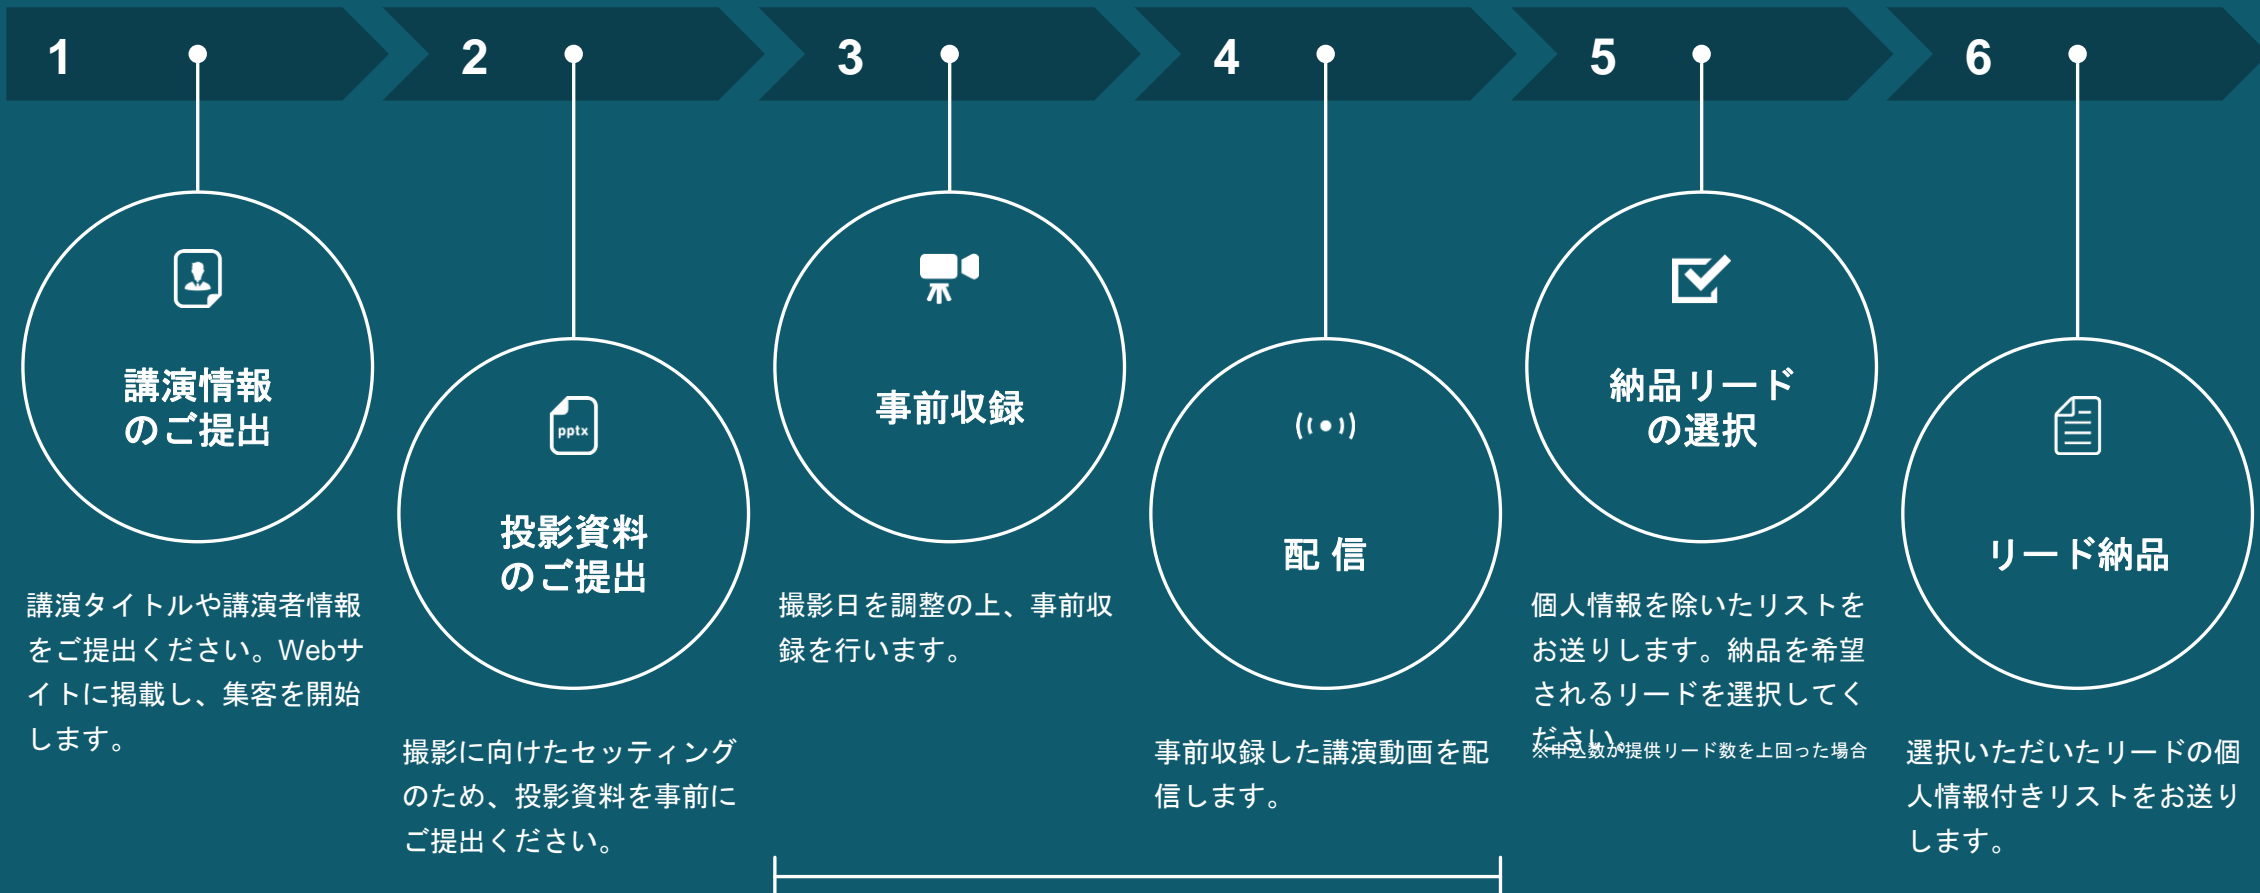 1
2
3
4
5
6
講演情報
のご提出
講演タイトルや講演者情報
をご提出ください。Webサ
イトに掲載し、集客を開始
します。
pptx
投影資料
のご提出
撮影に向けたセッティング
のため、投影資料を事前に
ご提出ください。
事前収録
撮影日を調整の上、事前収
録を行います。
配 信
事前収録した講演動画を配
信します。
納品リード
の選択
個人情報を除いたリストを
お送りします。納品を希望
されるリードを選択してく
ださい。
※申込数が提供リード数を上回った場合
リード納品
選択いただいたリードの個
人情報付きリストをお送り
します。